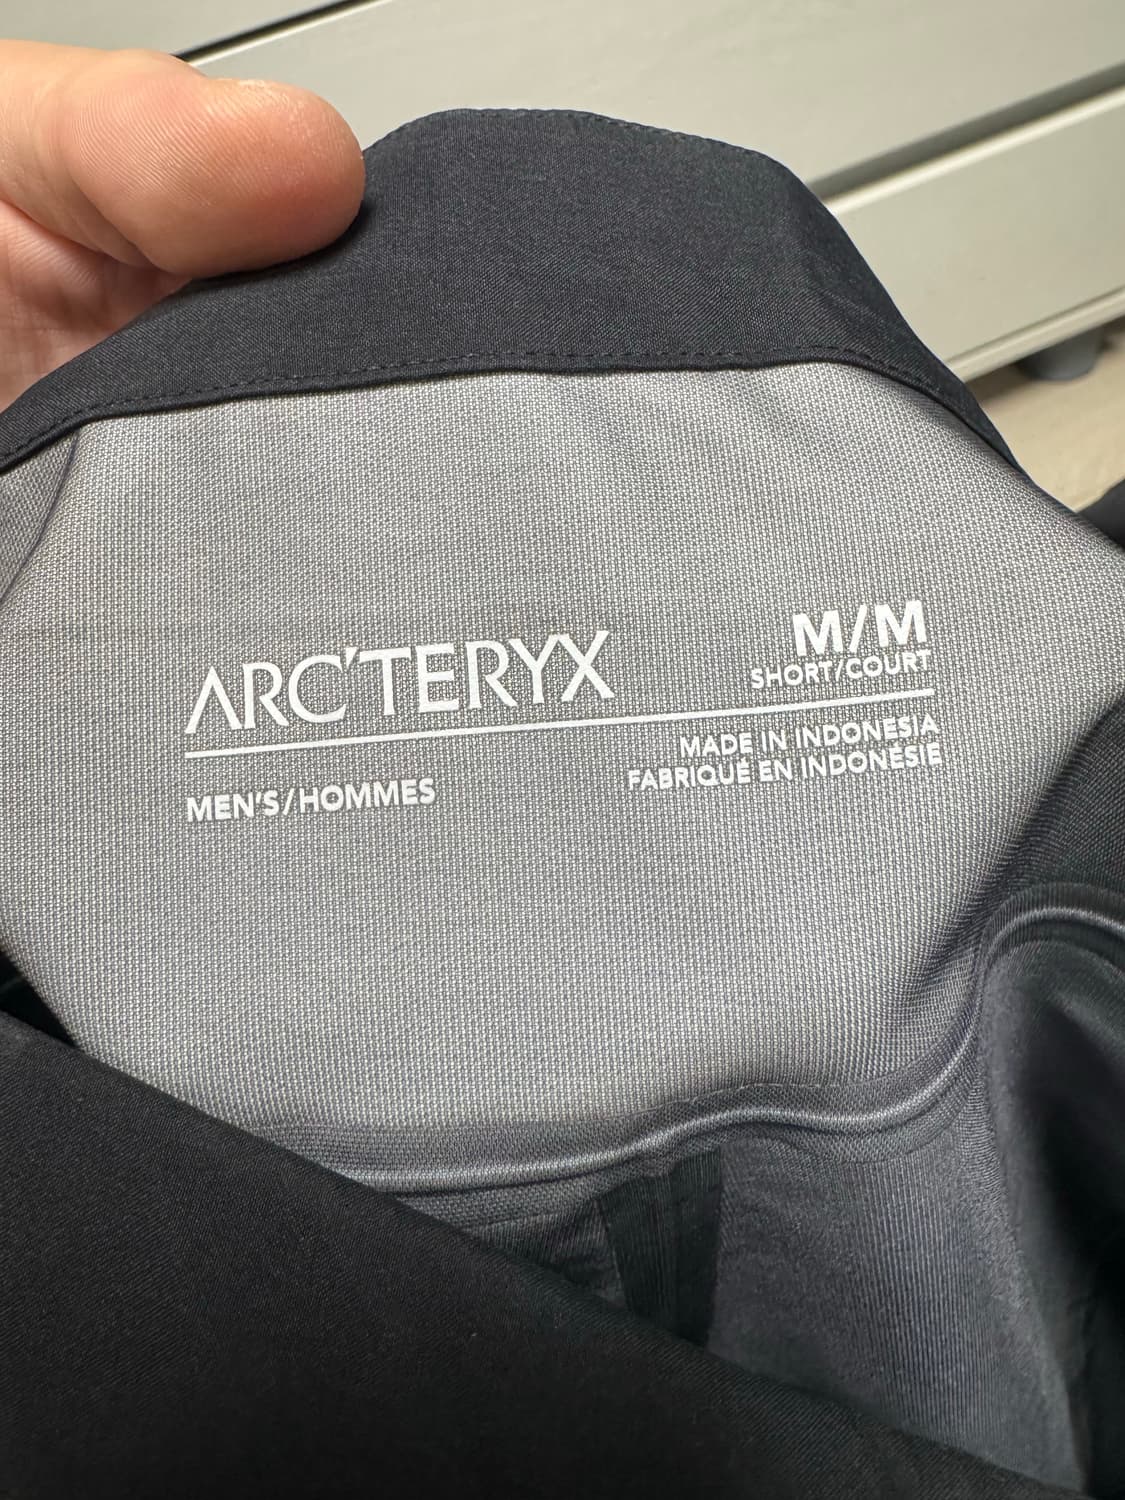 ARC'TERYX
MEN'S/HOMMES
M/M
SHORT/COURT
MADE IN INDONESIA
FABRIQUÉ EN INDONÉSIE